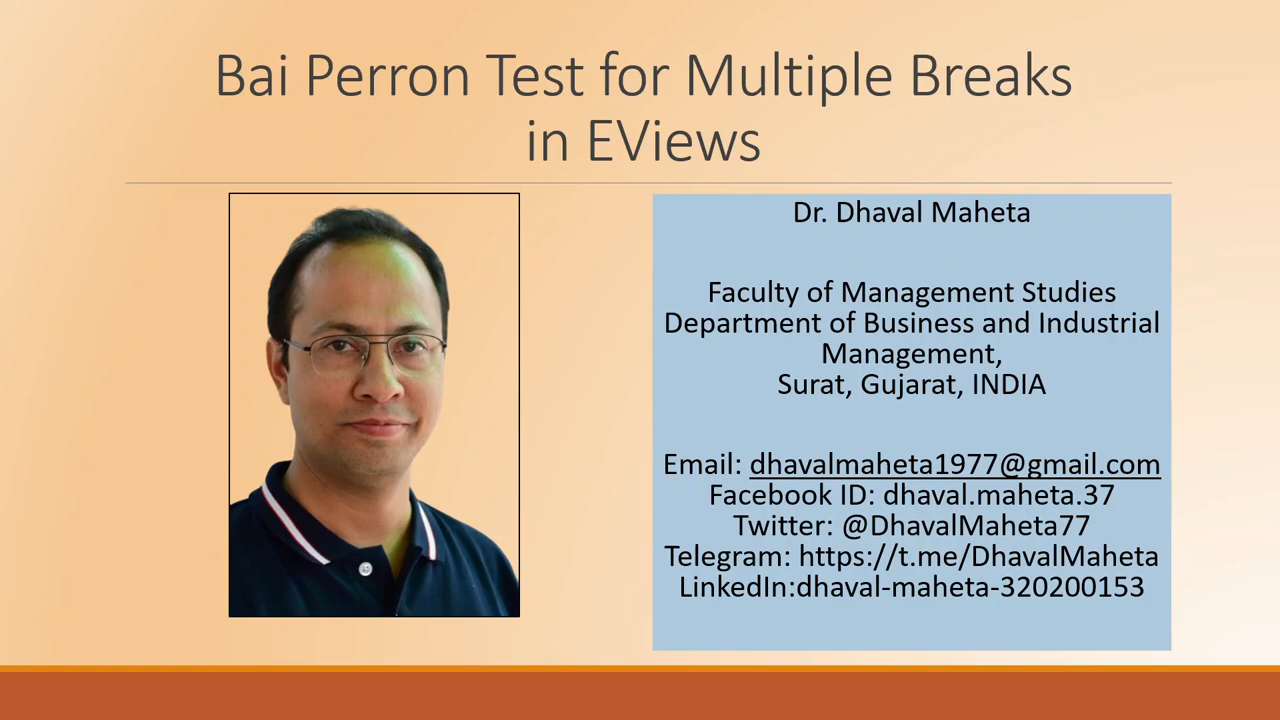 Bai Perron Test for Multiple Breaks
in EViews
Dr. Dhaval Maheta
Faculty of Management Studies
Department of Business and Industrial
Management,
Surat, Gujarat, INDIA
Email: dhavalmaheta1977@gmail.com
Facebook ID: dhaval.maheta.37
Twitter: @DhavalMaheta77
Telegram: https://t.me/DhavalMaheta
LinkedIn:dhaval-maheta-320200153